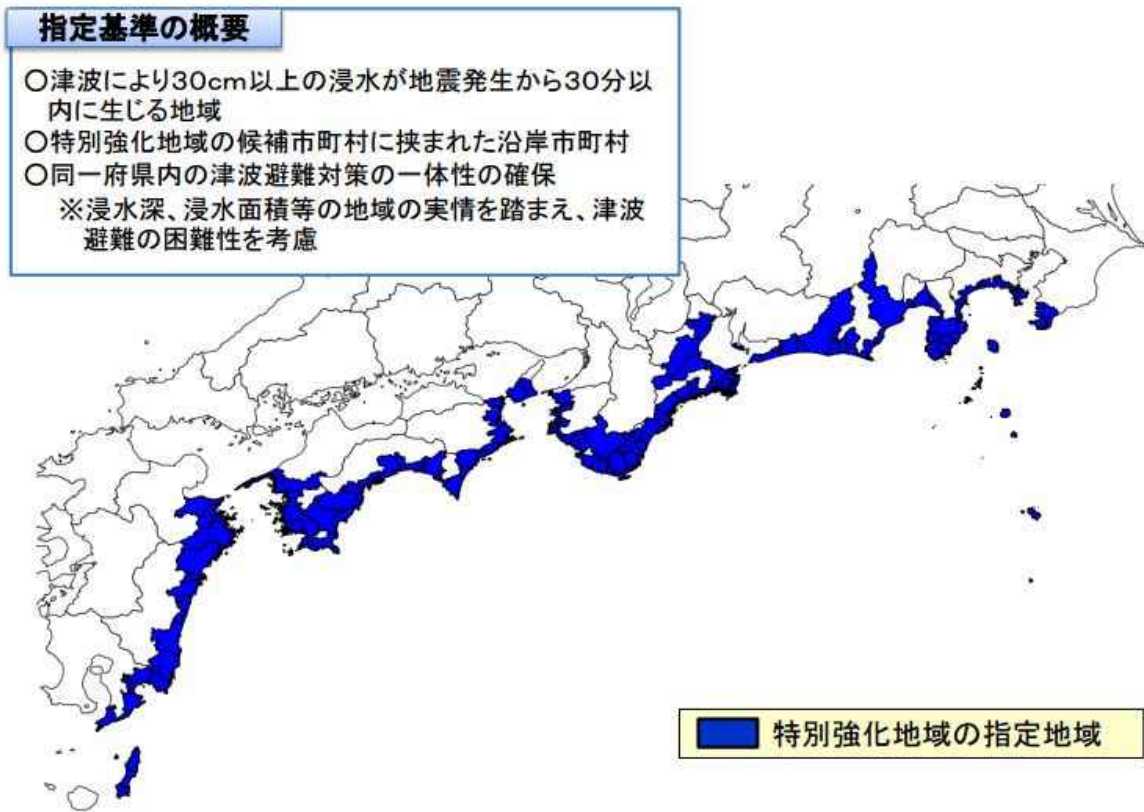 指定基準の概要
○津波により30cm以上の浸水が地震発生から30分以
内に生じる地域
○特別強化地域の候補市町村に挟まれた沿岸市町村
○同一府県内の津波避難対策の一体性の確保
※浸水深、浸水面積等の地域の実情を踏まえ、津波
避難の困難性を考慮
特別強化地域の指定地域